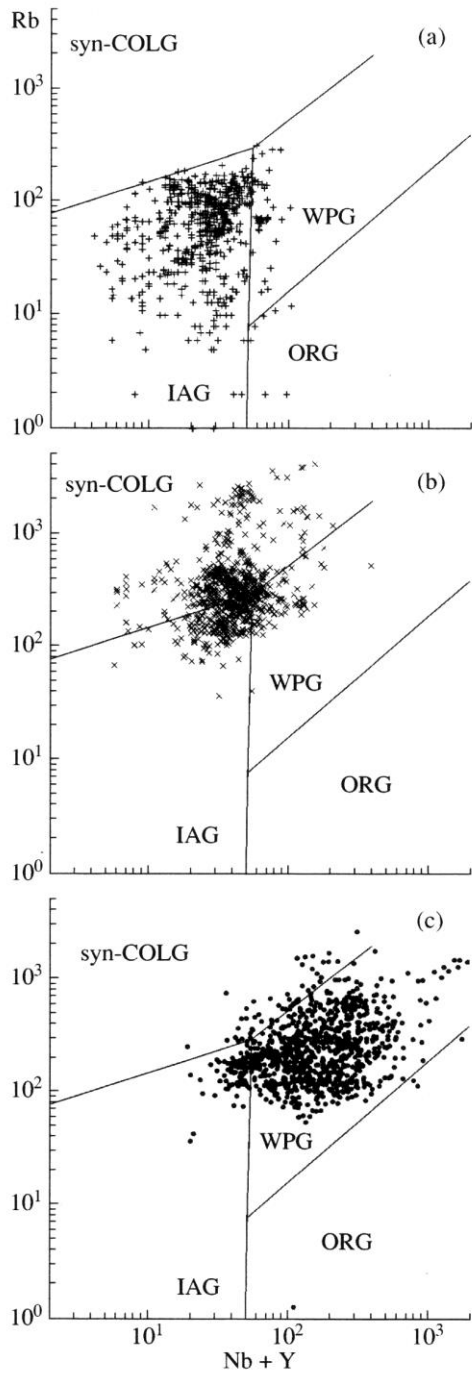 Rb
(a)
syn-COLG
10³
10²
WPG
10¹
ORG
IAG
10⁰
(b)
syn-COLG
10³
10²
WPG
10¹
ORG
IAG
10⁰
(c)
syn-COLG
10³
10²
WPG
10¹
ORG
IAG
10⁰
10¹ 10² 10³
Nb + Y